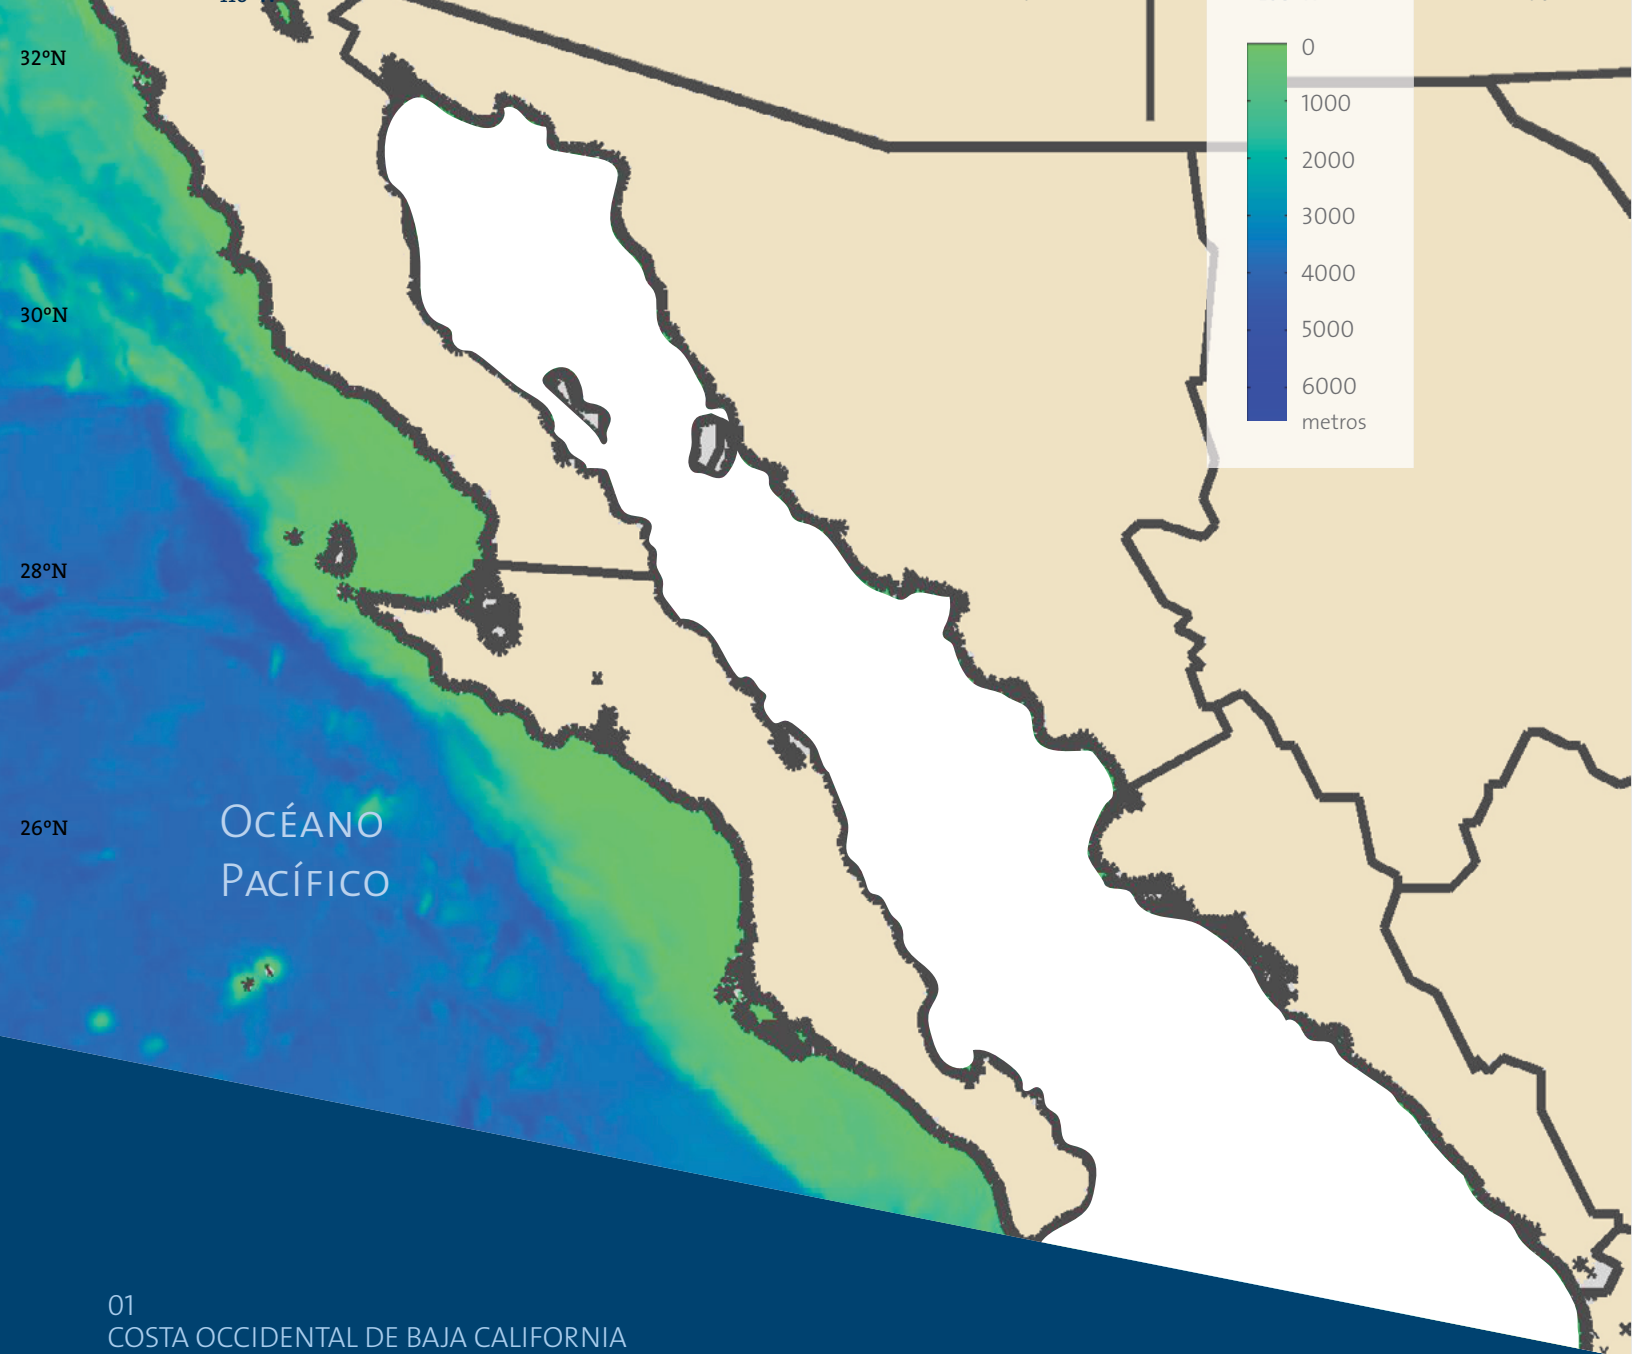 32°N
30°N
28°N
26°N
0
1000
2000
3000
4000
5000
6000
metros
OCÉANO
PACÍFICO
01
COSTA OCCIDENTAL DE BAJA CALIFORNIA